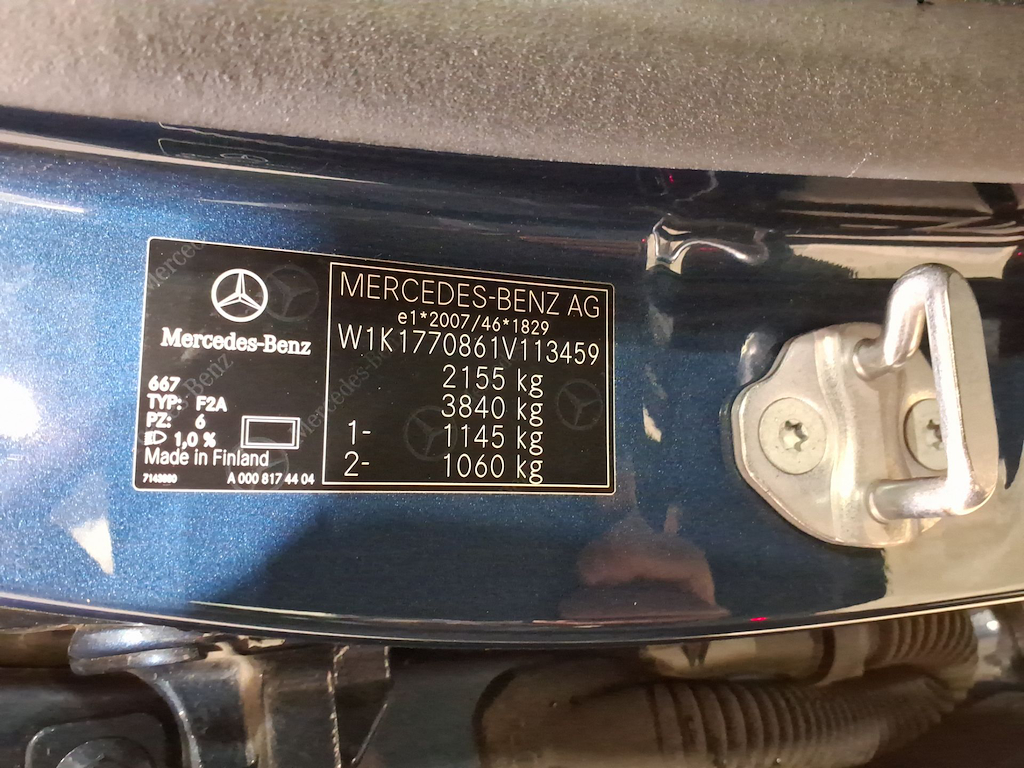 Mercedes-Benz
667
TYP: F2A
PZ: 6
1,0 %
Made in Finland
A 000 817 44 04
MERCEDES-BENZ AG
e1*2007/46*1829
W1K1770861V113459
2155 kg
3840 kg
1- 1145 kg
2- 1060 kg